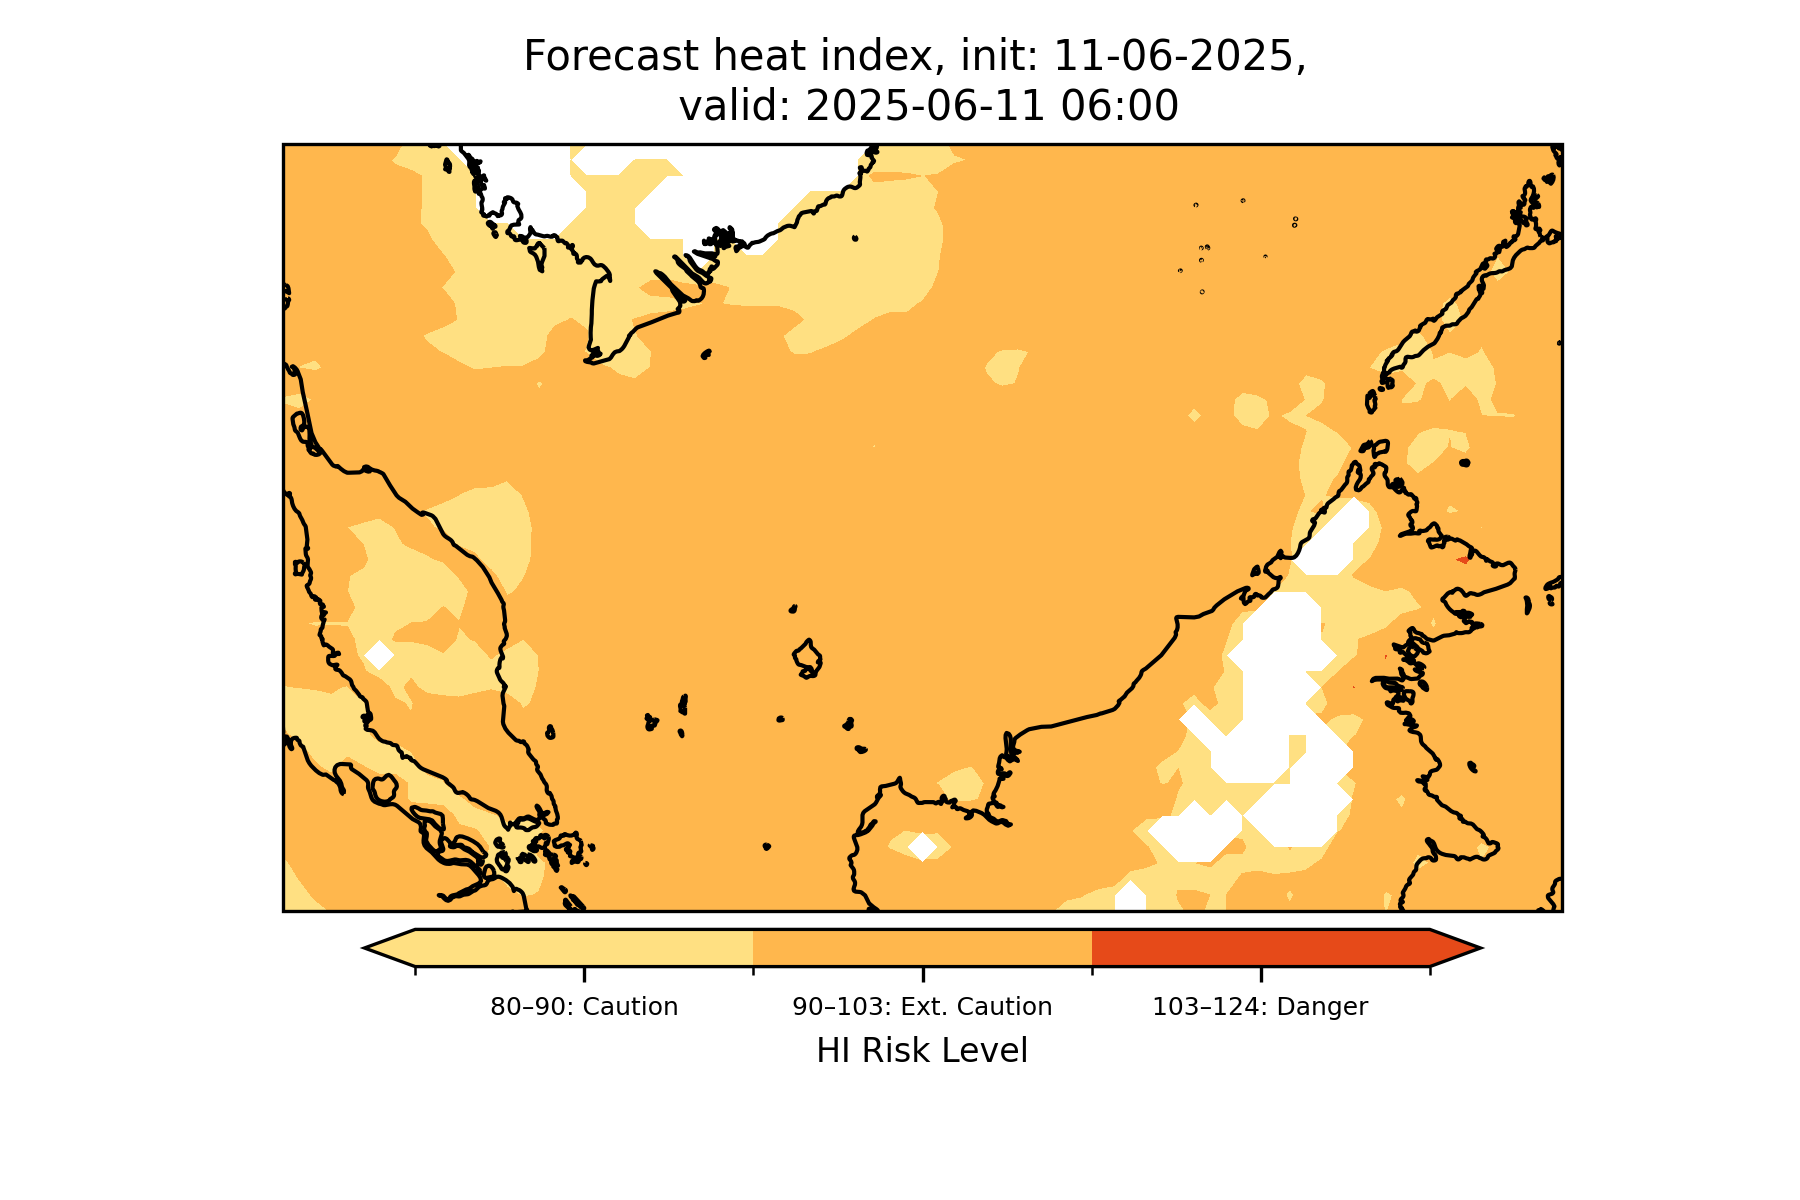 Forecast heat index, init: 11-06-2025,
valid: 2025-06-11 06:00
80–90: Caution
90–103: Ext. Caution
103–124: Danger
HI Risk Level